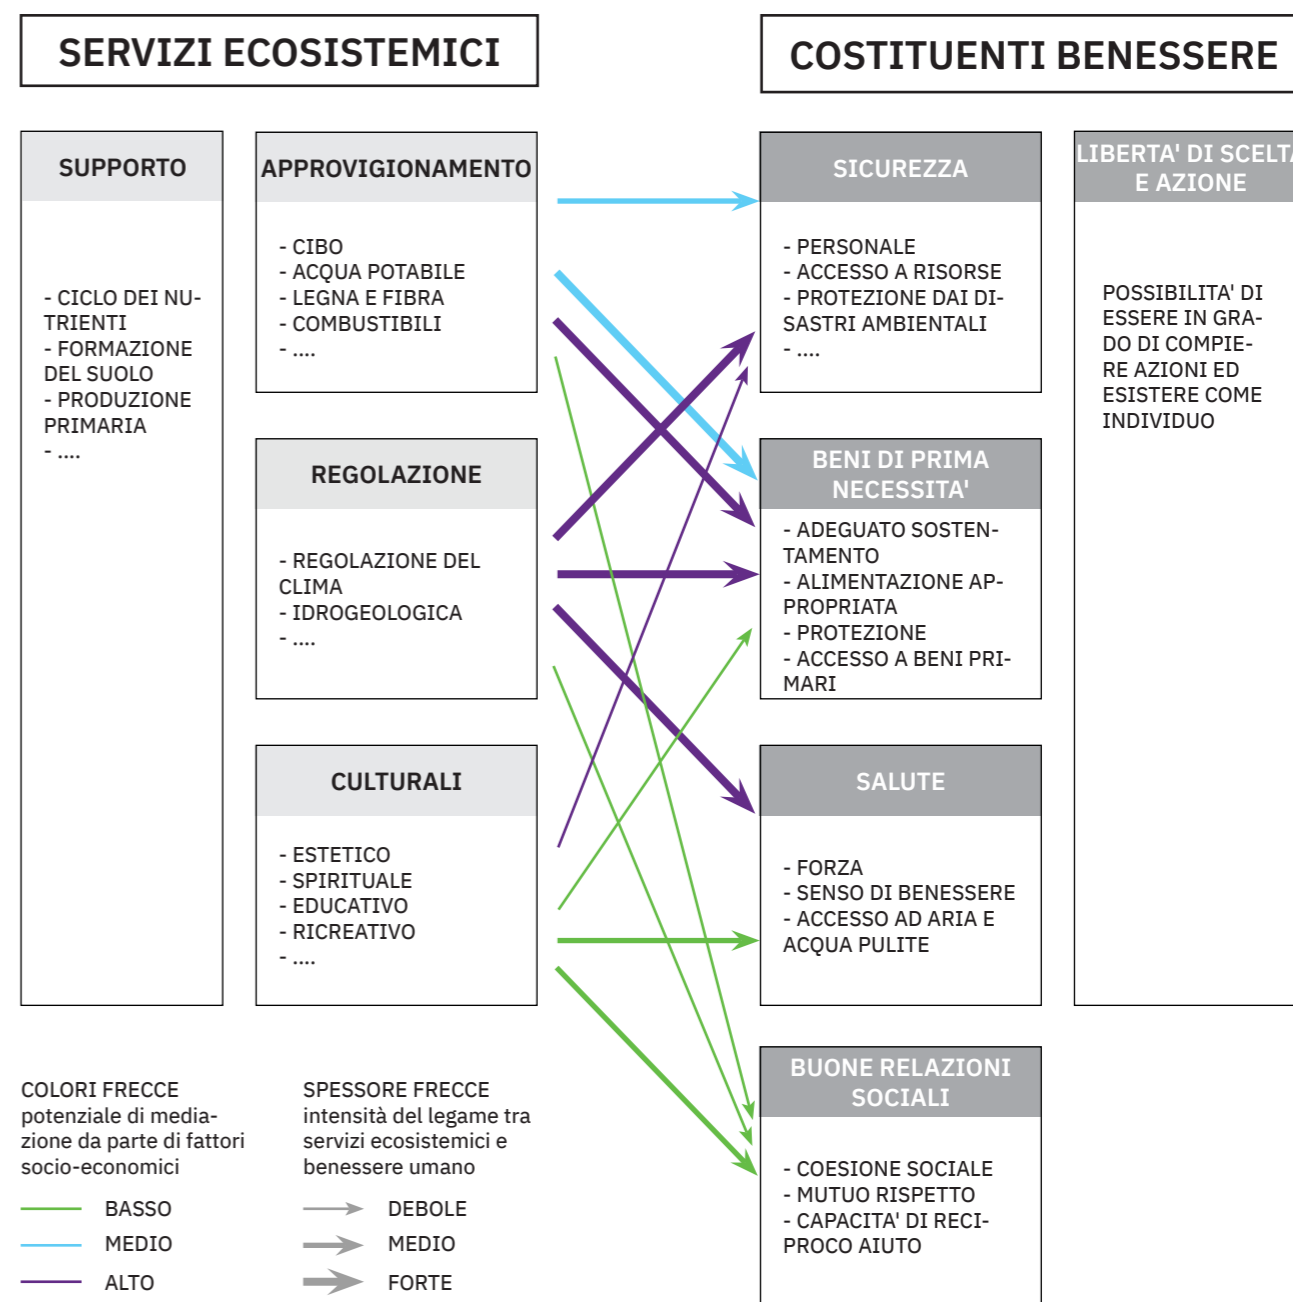 SERVIZI ECOSISTEMICI
COSTITUENTI BENESSERE
SUPPORTO
- CICLO DEI NU-
TRIENTI
- FORMAZIONE
DEL SUOLO
- PRODUZIONE
PRIMARIA
- ....
APPROVIGIONAMENTO
- CIBO
- ACQUA POTABILE
- LEGNA E FIBRA
- COMBUSTIBILI
- ....
REGOLAZIONE
- REGOLAZIONE DEL
CLIMA
- IDROGEOLOGICA
- ....
CULTURALI
- ESTETICO
- SPIRITUALE
- EDUCATIVO
- RICREATIVO
- ....
SICUREZZA
- PERSONALE
- ACCESSO A RISORSE
- PROTEZIONE DAI DI-
SASTRI AMBIENTALI
- ....
BENI DI PRIMA
NECESSITA'
- ADEGUATO SOSTEN-
TAMENTO
- ALIMENTAZIONE AP-
PROPRIATA
- PROTEZIONE
- ACCESSO A BENI PRI-
MARI
SALUTE
- FORZA
- SENSO DI BENESSERE
- ACCESSO AD ARIA E
ACQUA PULITE
BUONE RELAZIONI
SOCIALI
- COESIONE SOCIALE
- MUTUO RISPETTO
- CAPACITA' DI RECI-
PROCO AIUTO
LIBERTA' DI SCELTA
E AZIONE
POSSIBILITA' DI
ESSERE IN GRA-
DO DI COMPIE-
RE AZIONI ED
ESISTERE COME
INDIVIDUO
COLORI FRECCE
potenziale di media-
zione da parte di fattori
socio-economici
BASSO
MEDIO
ALTO
SPESSORE FRECCE
intensità del legame tra
servizi ecosistemici e
benessere umano
DEBOLE
MEDIO
FORTE